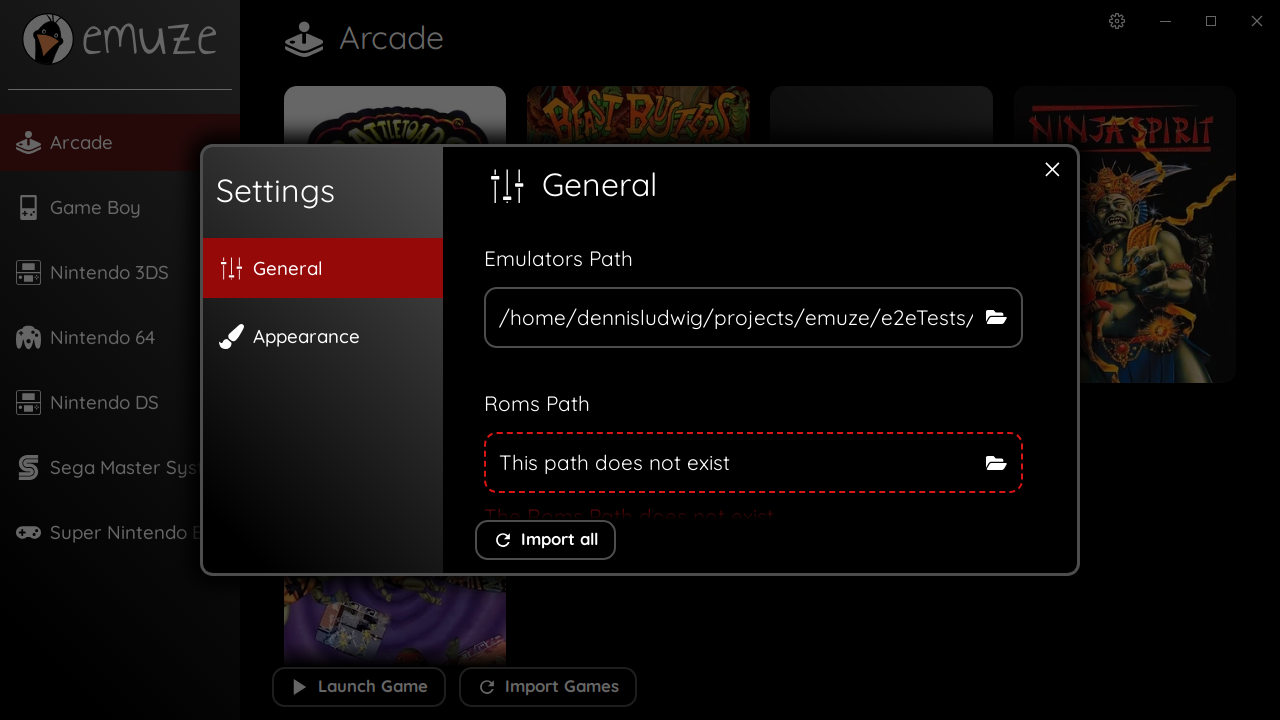 emuze
Arcade
Arcade
Game Boy
Nintendo 3DS
Nintendo 64
Nintendo DS
Sega Master Sys
Super Nintendo E
BATTLETOADS
BEAST BUSTERS
NINJA SPIRIT
Settings
General
Appearance
General
Emulators Path
/home/dennisludwig/projects/emuze/e2eTests/
Roms Path
This path does not exist
The Roms Path does not exist
Import all
Launch Game
Import Games